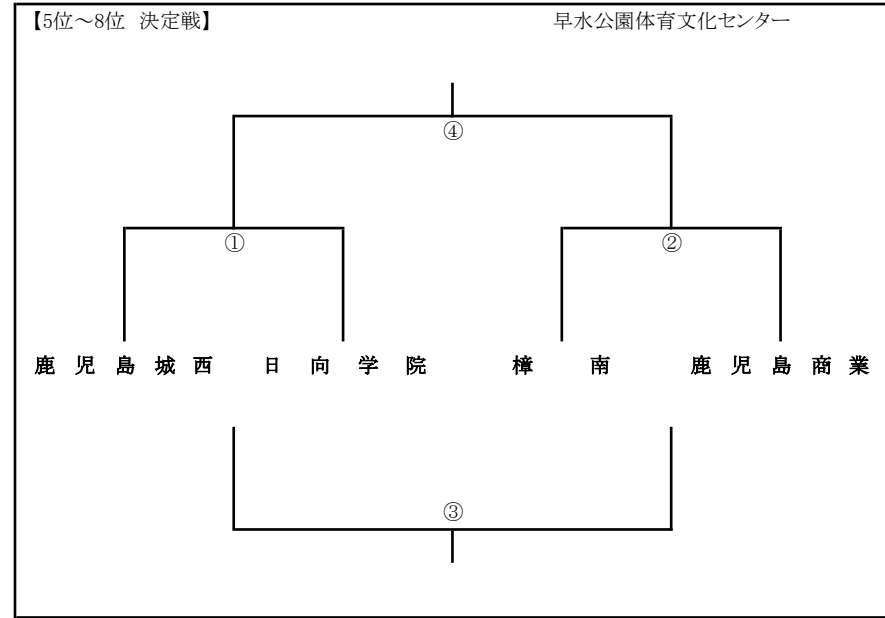 【5位～8位 決定戦】 早水公園体育文化センター
④
① ②
鹿児島城西 日向学院 樟南 鹿児島商業
③